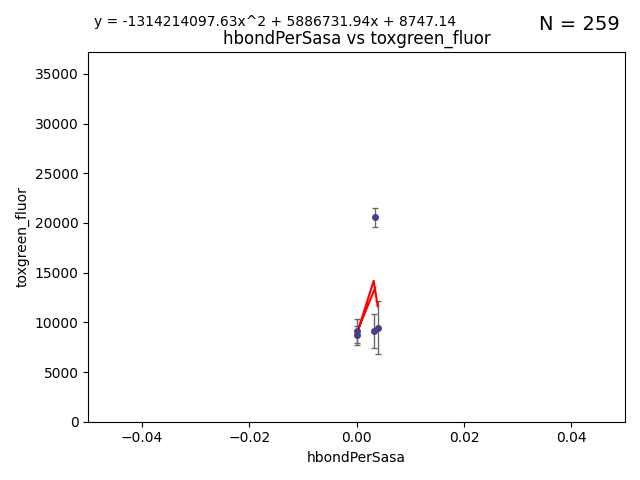 y = -1314214097.63x^2 + 5886731.94x + 8747.14
N = 259
hbondPerSasa vs toxgreen_fluor
35000
30000
25000
20000
15000
10000
5000
0
toxgreen_fluor
−0.04
−0.02
0.00
0.02
0.04
hbondPerSasa